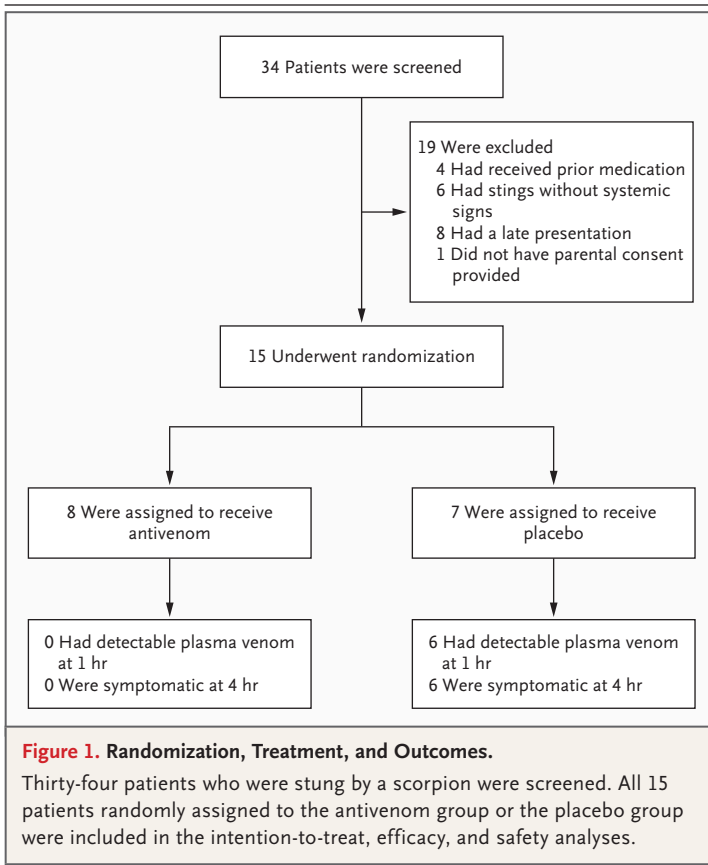 34 Patients were screened
19 Were excluded
4 Had received prior medication
6 Had stings without systemic
signs
8 Had a late presentation
1 Did not have parental consent
provided
15 Underwent randomization
8 Were assigned to receive
antivenom
7 Were assigned to receive
placebo
0 Had detectable plasma venom
at 1 hr
0 Were symptomatic at 4 hr
6 Had detectable plasma venom
at 1 hr
6 Were symptomatic at 4 hr
Figure 1. Randomization, Treatment, and Outcomes.
Thirty-four patients who were stung by a scorpion were screened. All 15
patients randomly assigned to the antivenom group or the placebo group
were included in the intention-to-treat, efficacy, and safety analyses.